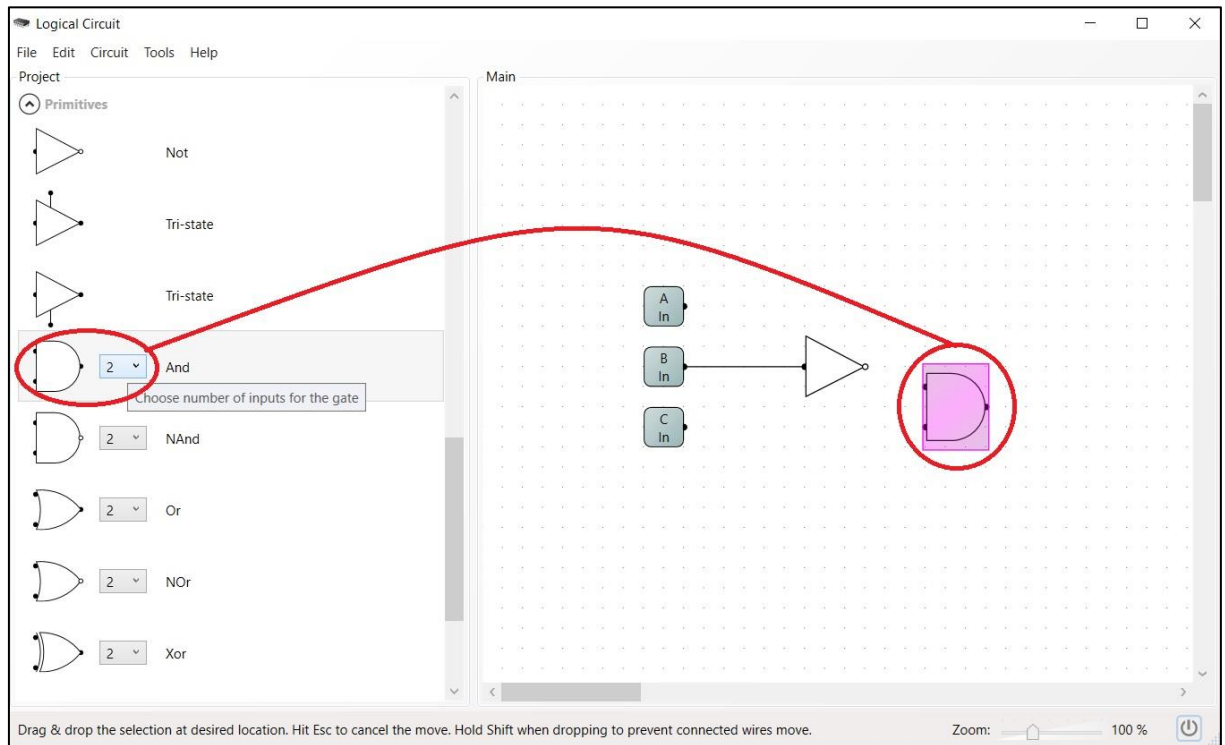 Logical Circuit
File Edit Circuit Tools Help
Project
Primitives
Not
Tri-state
Tri-state
2 And
Choose number of inputs for the gate
2 NAnd
2 Or
2 NOr
2 Xor
Main
A
In
B
In
C
In
Drag & drop the selection at desired location. Hit Esc to cancel the move. Hold Shift when dropping to prevent connected wires move. Zoom: 100 %